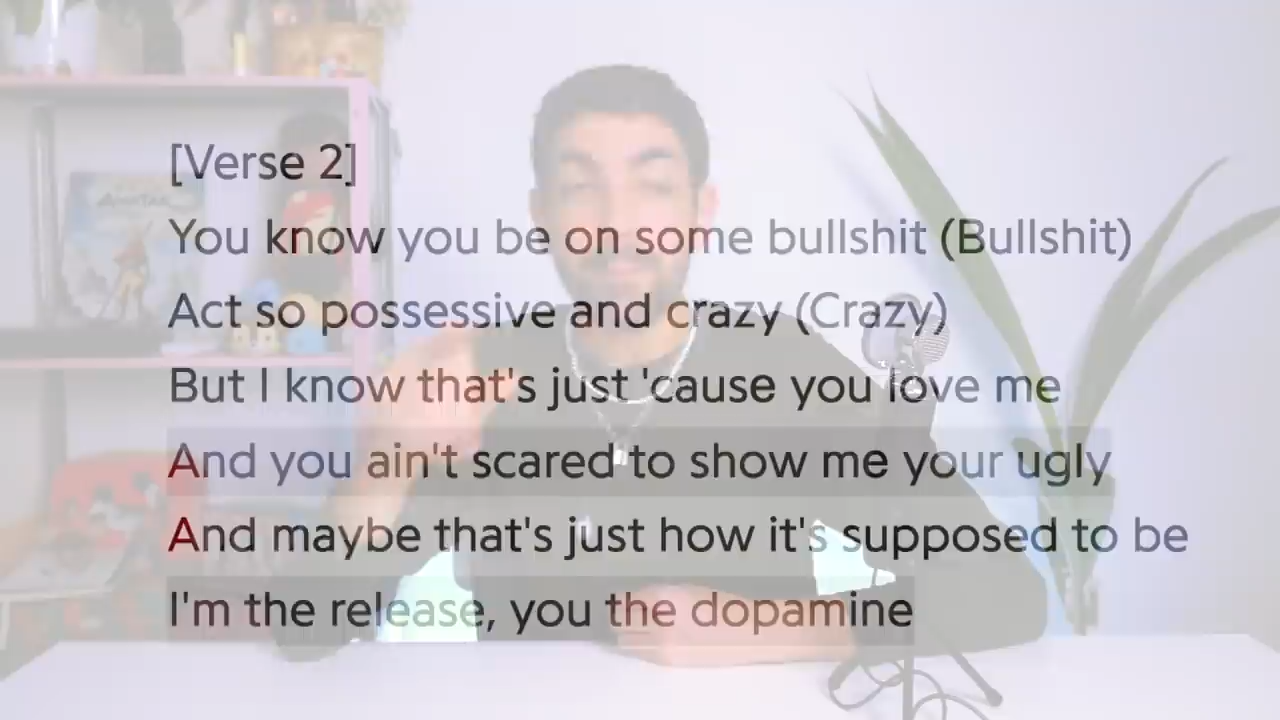 [Verse 2]
You know you be on some bullshit (Bullshit)
Act so possessive and crazy (Crazy)
But I know that's just 'cause you love me
And you ain't scared to show me your ugly
And maybe that's just how it's supposed to be
I'm the release, you the dopamine